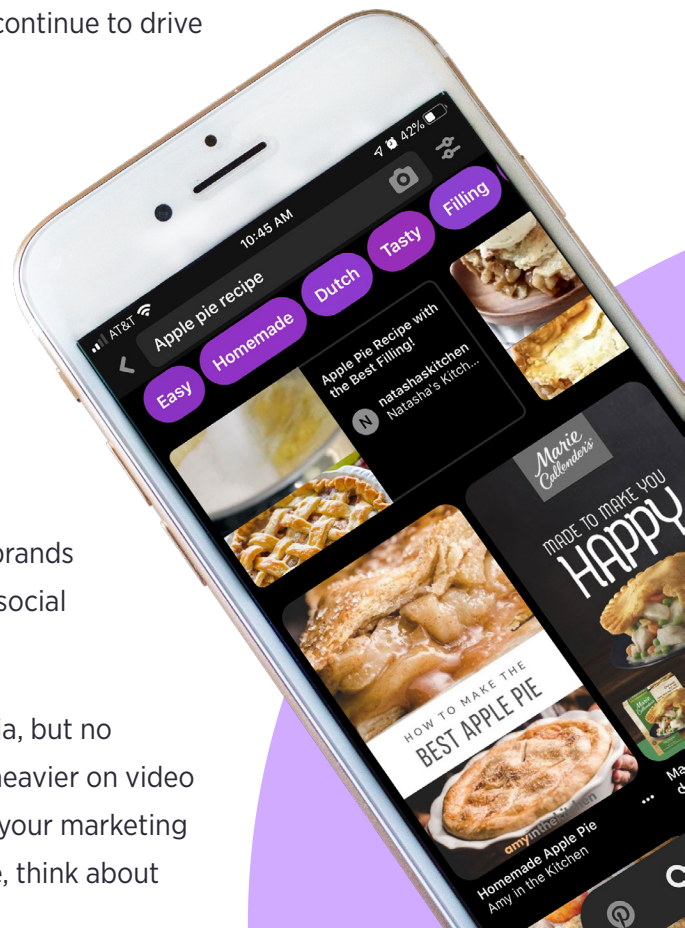 continue to drive
42%
10:45 AM
AT&T
Apple pie recipe
Easy
Homemade
Dutch
Tasty
Filling
Apple Pie Recipe with
the Best Filling!
N
natashaskitchen
Natasha's Kitch...
Marie
Callender's
MADE TO MAKE YOU
HAPPY
HOW TO MAKE THE
BEST APPLE PIE
amyinthekitchen
Homemade Apple Pie
Amy in the Kitchen
...
brands
social
ia, but no
heavier on video
your marketing
e, think about